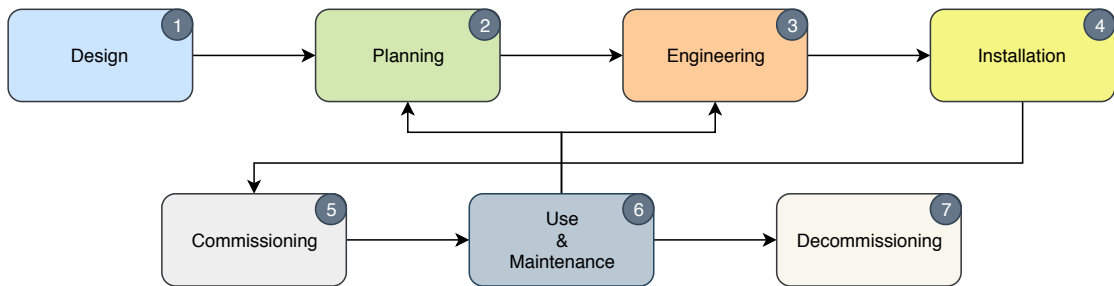 Design
1
Planning
2
Engineering
3
Installation
4
Commissioning
5
Use
&
Maintenance
6
Decommissioning
7